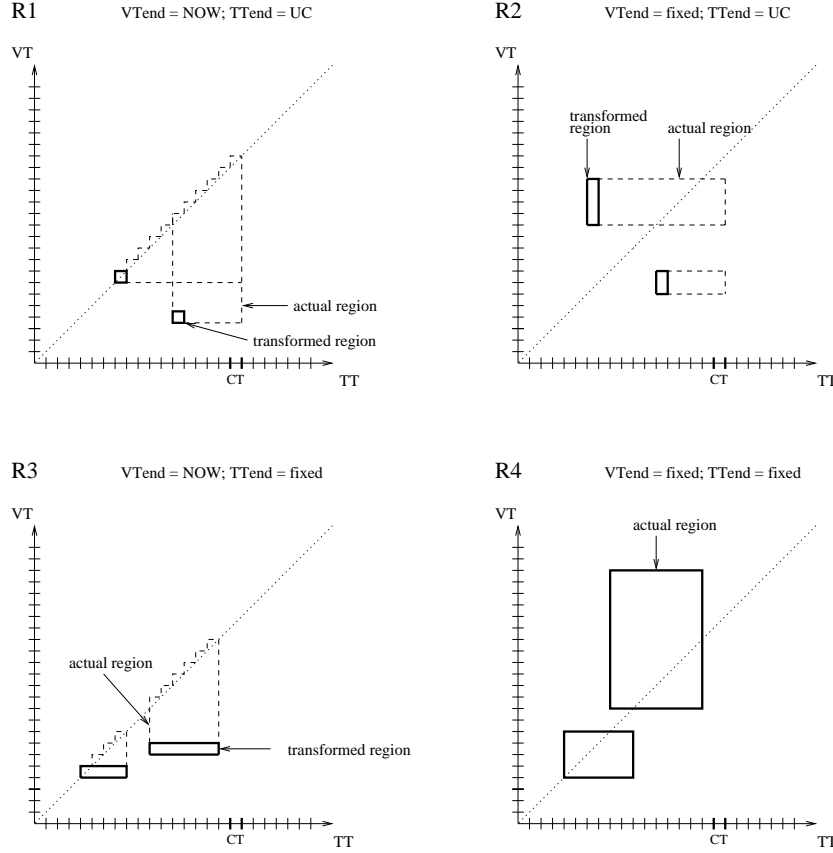 R1
VTend = NOW; TTend = UC
VT
actual region
transformed region
CT
TT
R2
VTend = fixed; TTend = UC
VT
transformed
region
actual region
CT
TT
R3
VTend = NOW; TTend = fixed
VT
actual region
transformed region
CT
TT
R4
VTend = fixed; TTend = fixed
VT
actual region
CT
TT